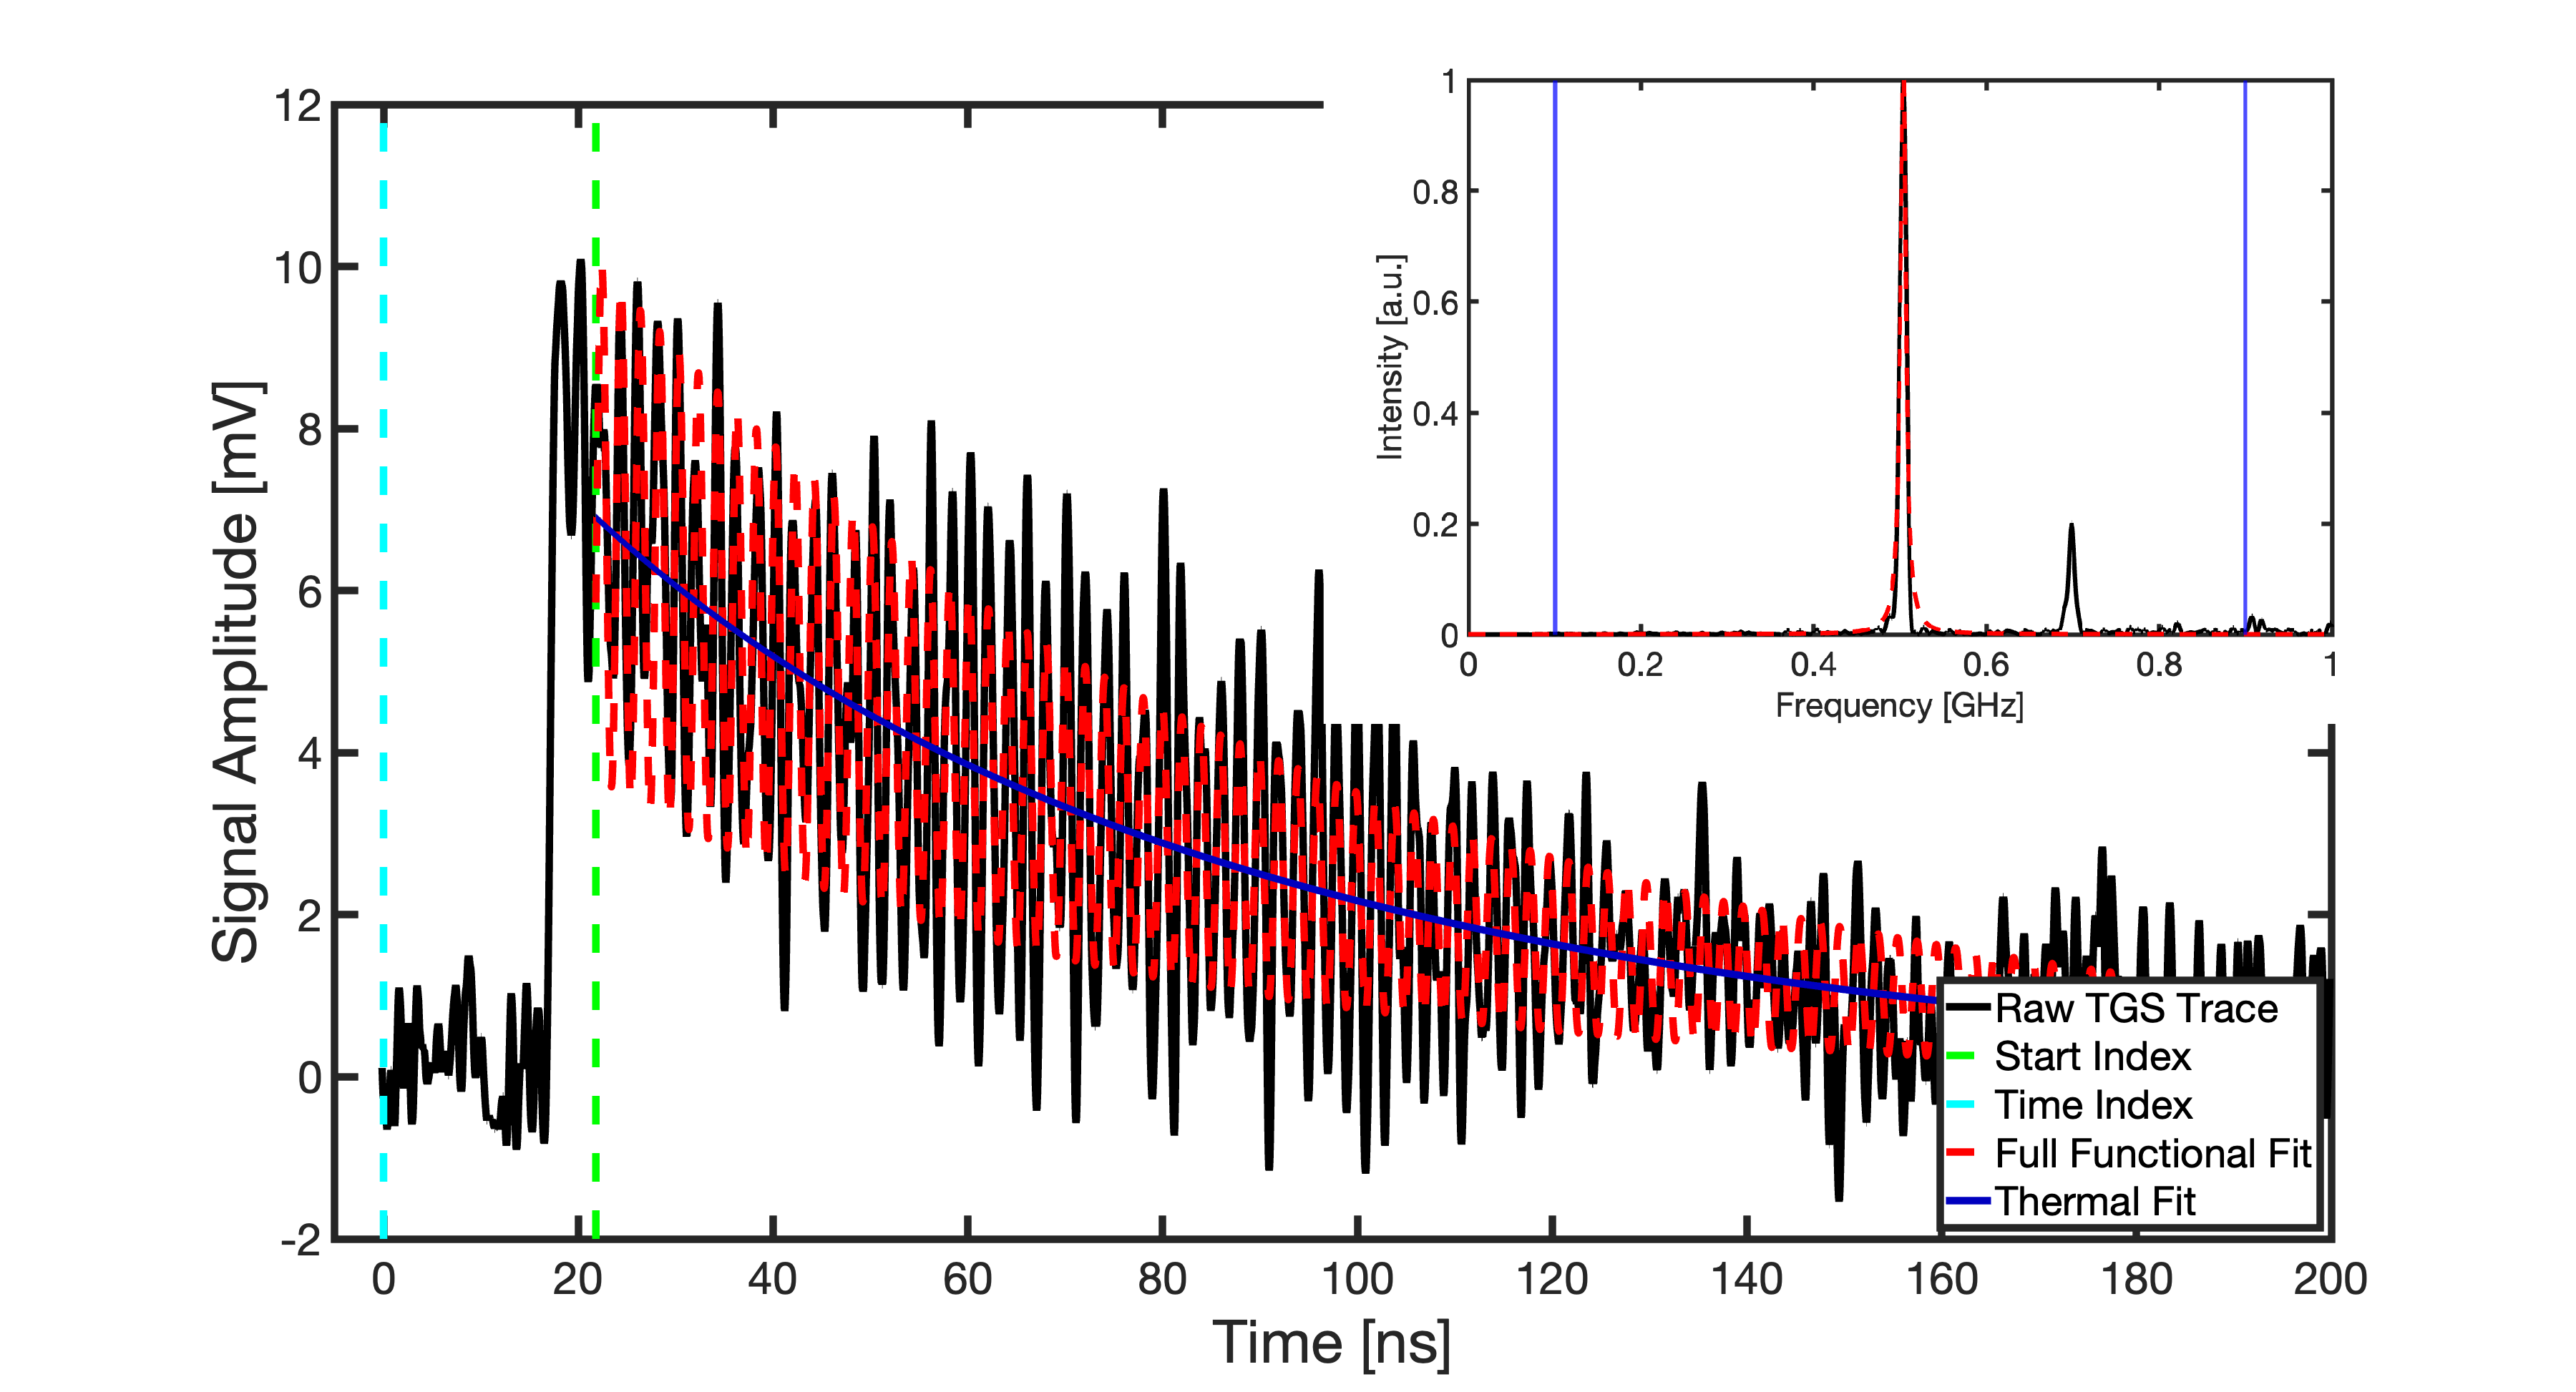 12
10
8
6
4
2
0
-2
Signal Amplitude [mV]
0 20 40 60 80 100 120 140 160 180 200
Time [ns]
1
0.8
0.6
0.4
0.2
0
Intensity [a.u.]
0 0.2 0.4 0.6 0.8 1
Frequency [GHz]
Raw TGS Trace
Start Index
Time Index
Full Functional Fit
Thermal Fit